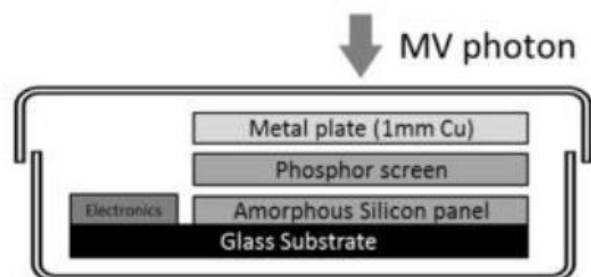 MV photon
Metal plate (1mm Cu)
Phosphor screen
Electronics
Amorphous Silicon panel
Glass Substrate